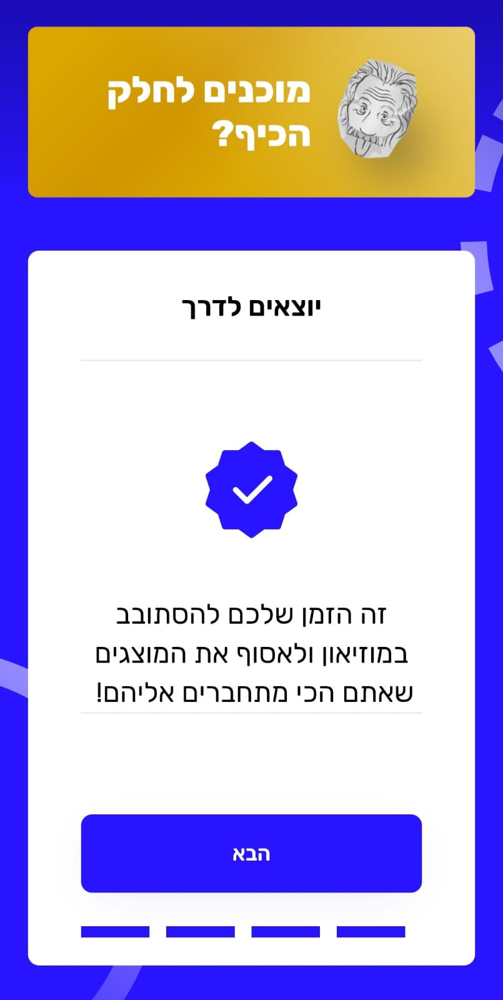 מוכנים לחלק
הכיף?
יוצאים לדרך
זה הזמן שלכם להסתובב
במוזיאון ולאסוף את המוצגים
שאתם הכי מתחברים אליהם!
הבא